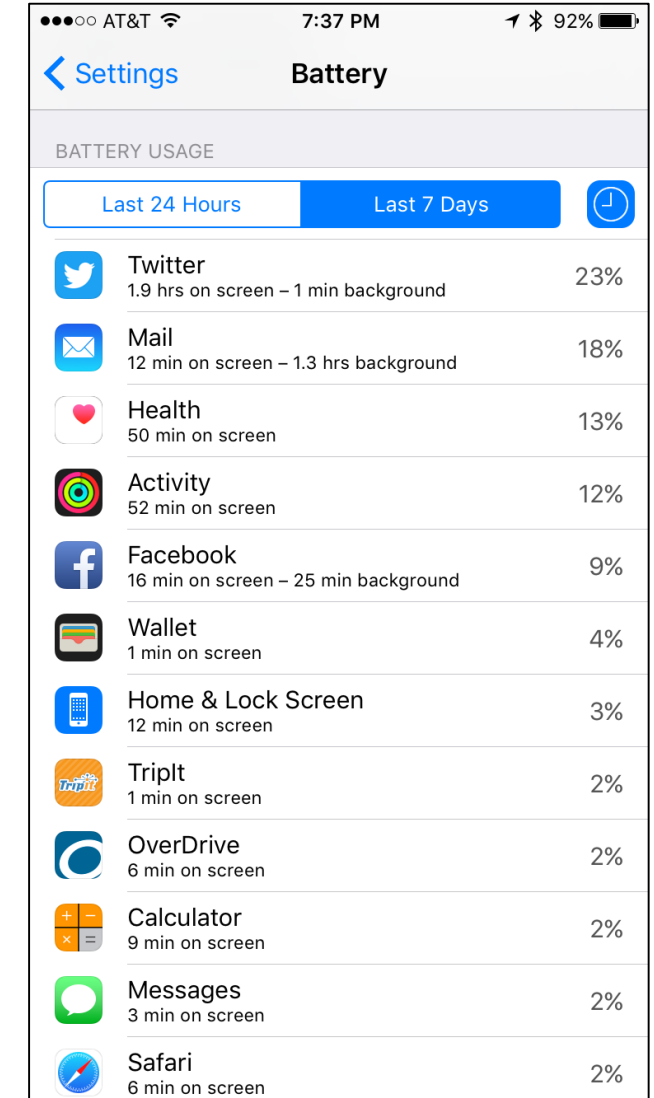 AT&T 7:37 PM 92%
Settings Battery
BATTERY USAGE
Last 24 Hours Last 7 Days
Twitter 23%
1.9 hrs on screen – 1 min background
Mail 18%
12 min on screen – 1.3 hrs background
Health 13%
50 min on screen
Activity 12%
52 min on screen
Facebook 9%
16 min on screen – 25 min background
Wallet 4%
1 min on screen
Home & Lock Screen 3%
12 min on screen
TripIt
TripIt 2%
1 min on screen
OverDrive 2%
6 min on screen
Calculator 2%
9 min on screen
Messages 2%
3 min on screen
Safari 2%
6 min on screen